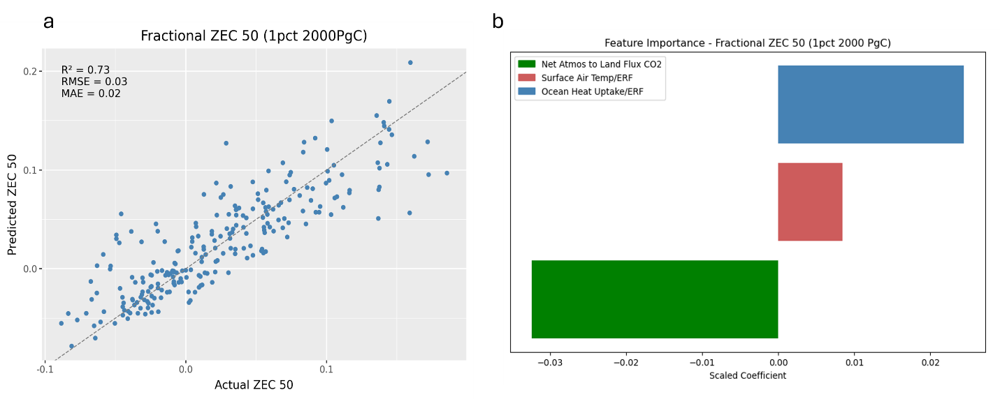 a
Fractional ZEC 50 (1pct 2000PgC)
R² = 0.73
RMSE = 0.03
MAE = 0.02
Predicted ZEC 50
0.2
0.1
0.0
-0.1
0.0
0.1
Actual ZEC 50
b
Feature Importance - Fractional ZEC 50 (1pct 2000 PgC)
Net Atmos to Land Flux CO2
Surface Air Temp/ERF
Ocean Heat Uptake/ERF
−0.03
−0.02
−0.01
0.00
0.01
0.02
Scaled Coefficient